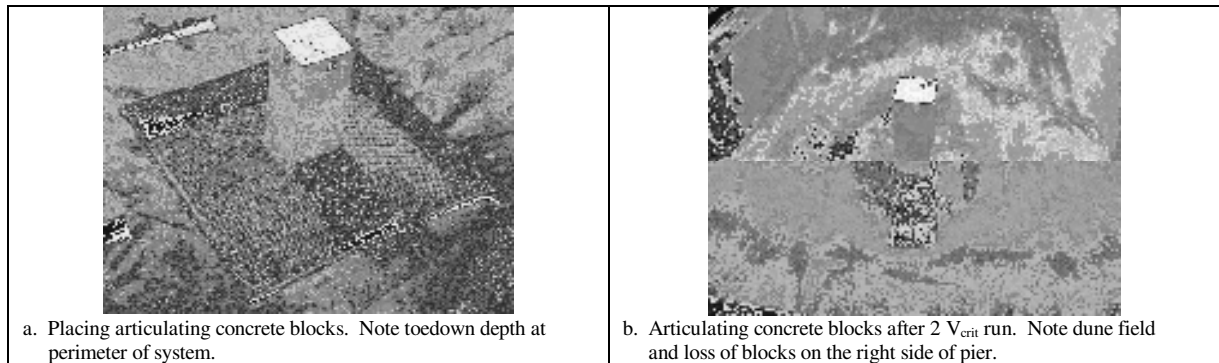 a. Placing articulating concrete blocks. Note toedown depth at
perimeter of system.
b. Articulating concrete blocks after 2 Vcrit run. Note dune field
and loss of blocks on the right side of pier.